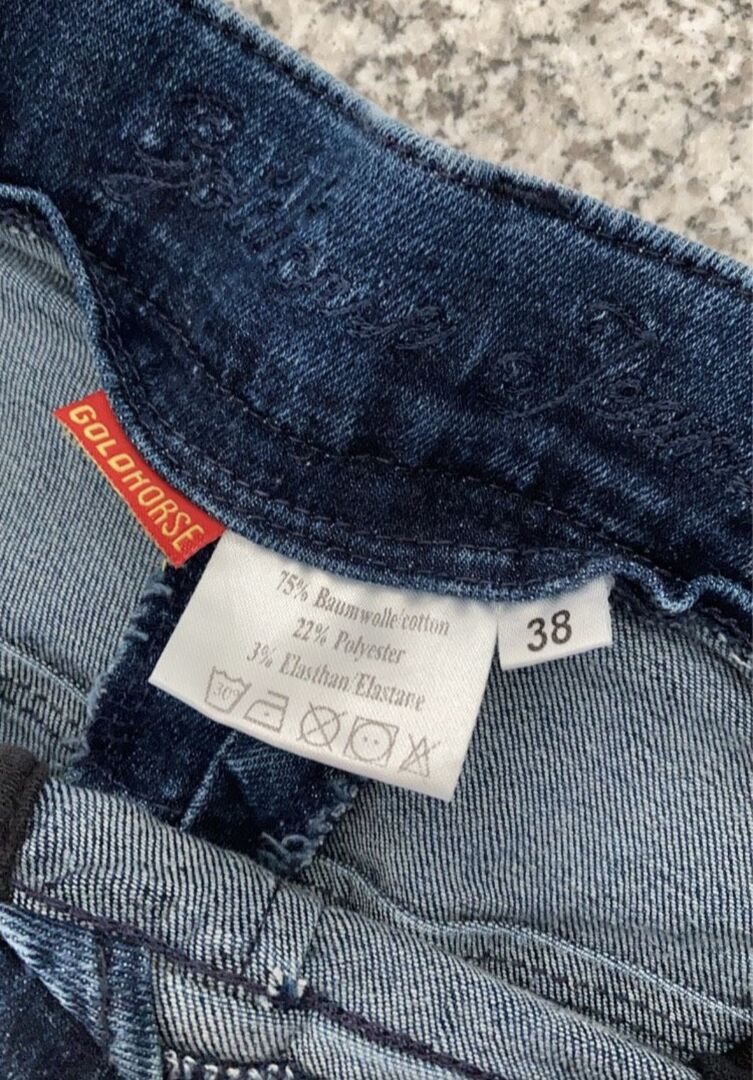 GOLDHORSE
75% Baumwolle/cotton
22% Polyester
3% Elasthan/Elastane
30°
38